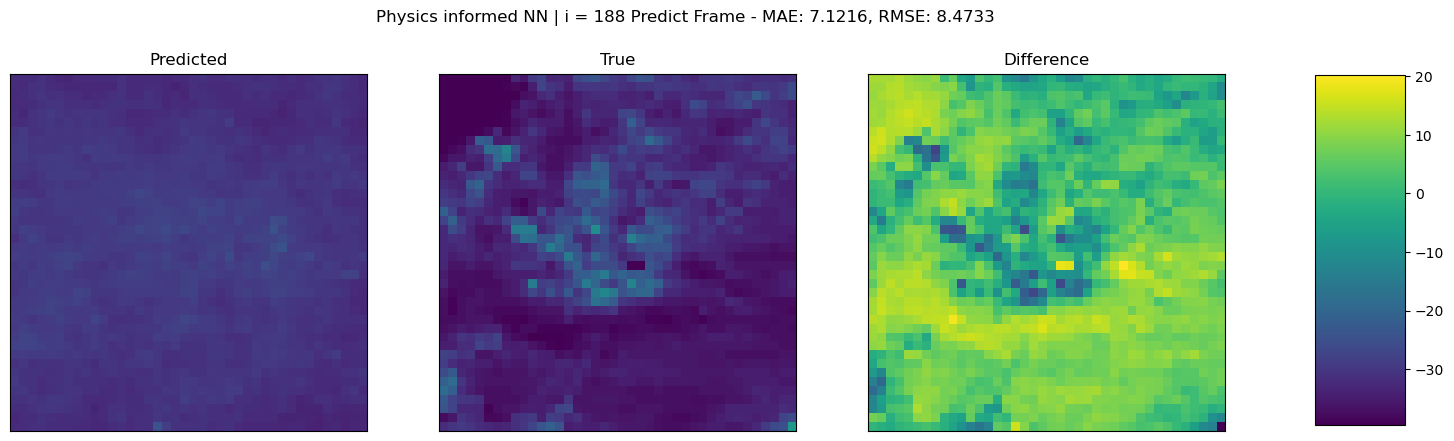 Physics informed NN | i = 188 Predict Frame - MAE: 7.1216, RMSE: 8.4733
Predicted
True
Difference
20
10
0
−10
−20
−30